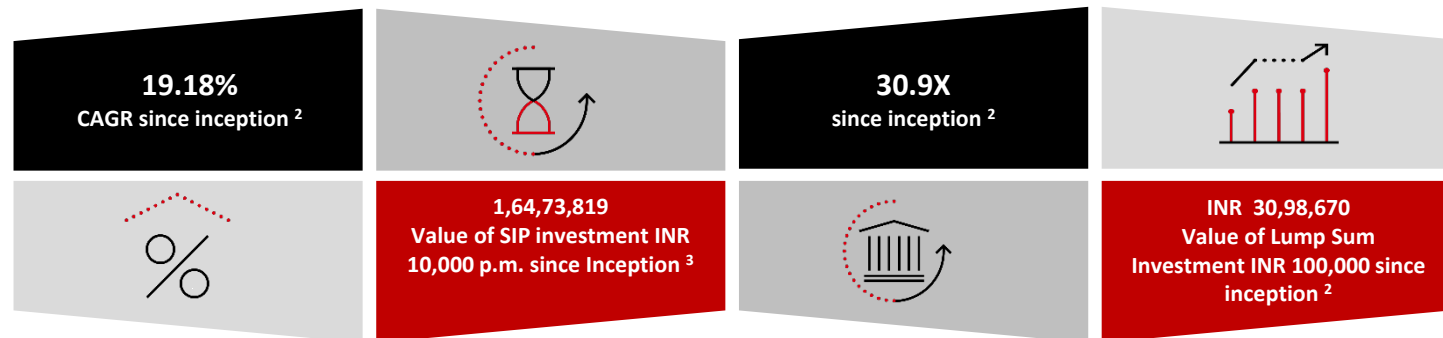 19.18%
CAGR since inception 2
30.9X
since inception 2
1,64,73,819
Value of SIP investment INR
10,000 p.m. since Inception 3
INR 30,98,670
Value of Lump Sum
Investment INR 100,000 since
inception 2